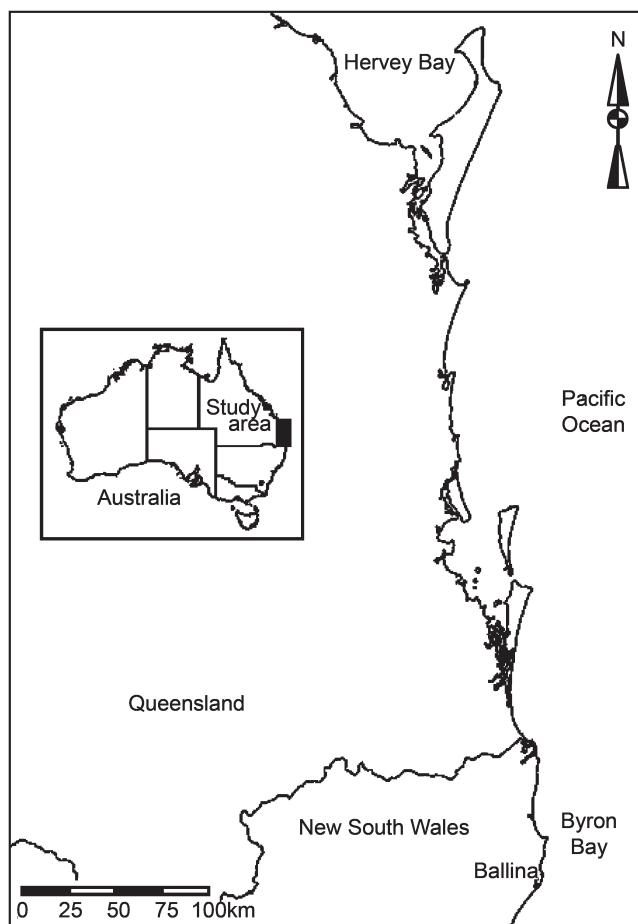 Hervey Bay
N
Pacific
Ocean
Study
area
Australia
Queensland
New South Wales
Byron
Bay
Ballina
0 25 50 75 100km